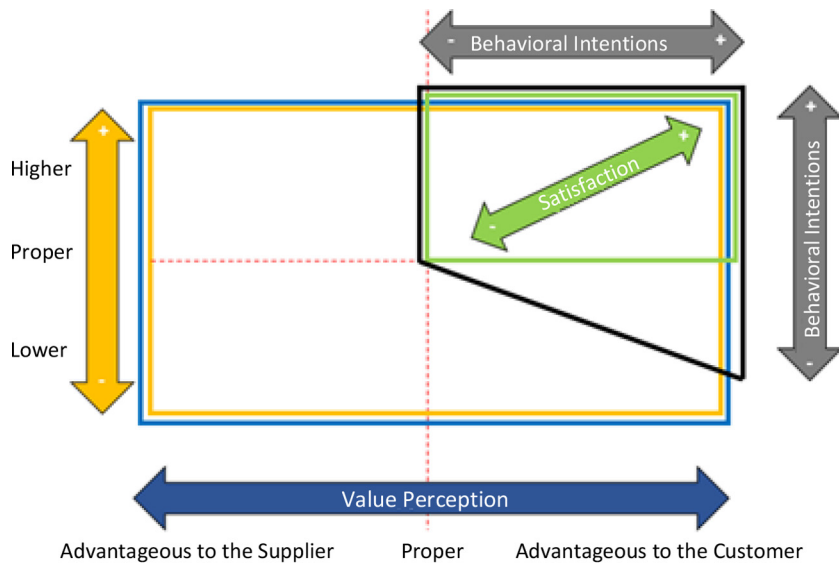 - Behavioral Intentions +
+
Higher
Proper
Lower
-
+
Satisfaction
-
+
Behavioral Intentions
-
Value Perception
Advantageous to the Supplier Proper Advantageous to the Customer